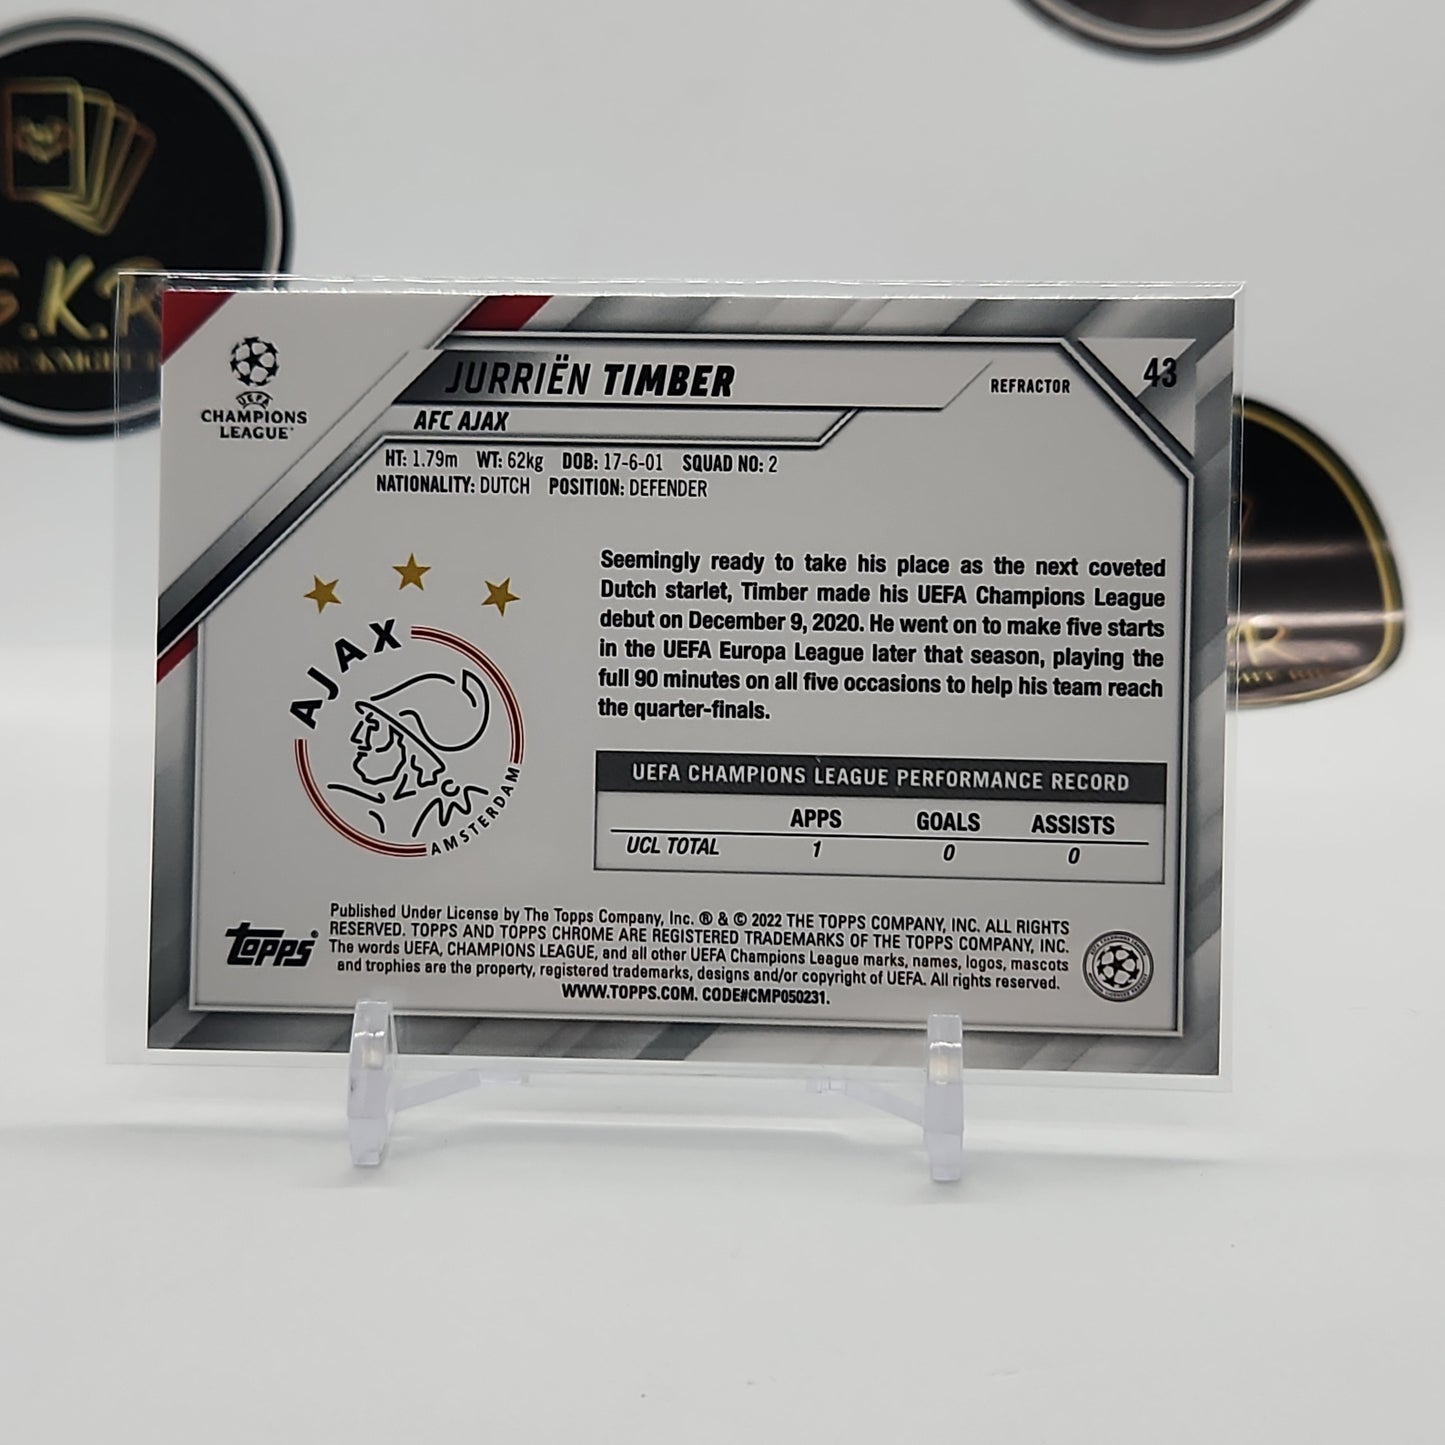 S.K.R
JURRIËN TIMBER
REFRACTOR
43
UEFA
CHAMPIONS
LEAGUE
AFC AJAX
HT: 1.79m WT: 62kg DOB: 17-6-01 SQUAD NO: 2
NATIONALITY: DUTCH POSITION: DEFENDER
Seemingly ready to take his place as the next coveted
Dutch starlet, Timber made his UEFA Champions League
debut on December 9, 2020. He went on to make five starts
in the UEFA Europa League later that season, playing the
full 90 minutes on all five occasions to help his team reach
the quarter-finals.
AJAX
AMSTERDAM
UEFA CHAMPIONS LEAGUE PERFORMANCE RECORD
APPS GOALS ASSISTS
UCL TOTAL 1 0 0
Topps®
Published Under License by The Topps Company, Inc. ® & © 2022 THE TOPPS COMPANY, INC. ALL RIGHTS
RESERVED. TOPPS AND TOPPS CHROME ARE REGISTERED TRADEMARKS OF THE TOPPS COMPANY, INC.
The words UEFA, CHAMPIONS LEAGUE, and all other UEFA Champions League marks, names, logos, mascots
and trophies are the property, registered trademarks, designs and/or copyright of UEFA. All rights reserved.
WWW.TOPPS.COM. CODE#CMP050231.